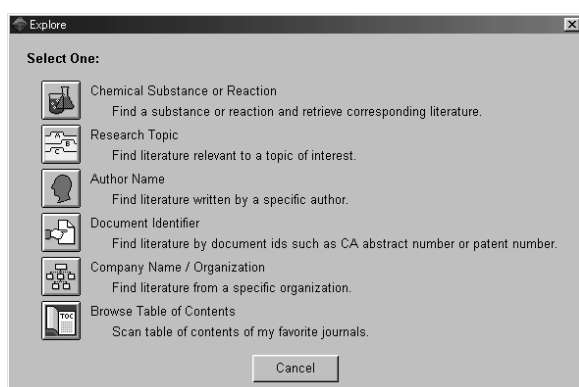 Explore
Select One:
Chemical Substance or Reaction
Find a substance or reaction and retrieve corresponding literature.
Research Topic
A
B
C
Find literature relevant to a topic of interest.
Author Name
Find literature written by a specific author.
Document Identifier
Find literature by document ids such as CA abstract number or patent number.
Company Name / Organization
Find literature from a specific organization.
Browse Table of Contents
TOC
Scan table of contents of my favorite journals.
Cancel